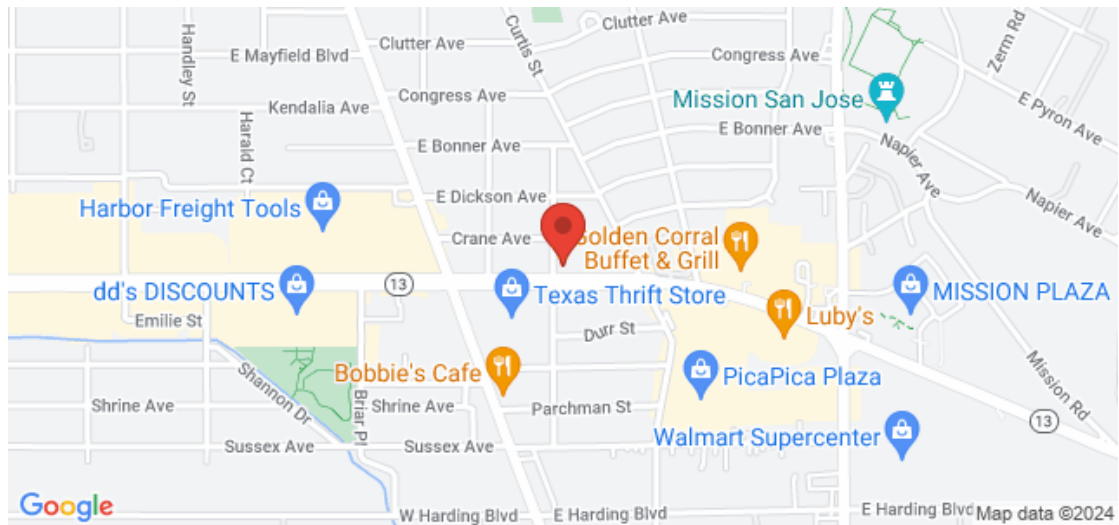 Handley St
E Mayfield Blvd
Clutter Ave
Curtis St
Clutter Ave
Congress Ave
Zerm Rd
Kendalia Ave
Congress Ave
Mission San Jose
E Pyron Ave
Harald Ct
E Bonner Ave
E Bonner Ave
Napier Ave
E Dickson Ave
Napier Ave
Harbor Freight Tools
Crane Ave
Golden Corral
Buffet & Grill
dd's DISCOUNTS
13
Texas Thrift Store
MISSION PLAZA
Emilie St
Durr St
Luby's
Bobbie's Cafe
PicaPica Plaza
Mission Rd
Shannon Dr
Briar Pl
Shrine Ave
Shrine Ave
Parchman St
13
Sussex Ave
Sussex Ave
Walmart Supercenter
Google
W Harding Blvd
E Harding Blvd
E Harding Blvd
Map data ©2024